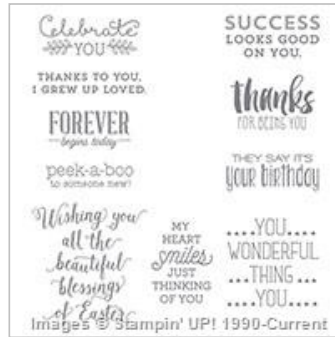 Celebrate
YOU
THANKS TO YOU,
I GREW UP LOVED.
FOREVER
begins today
peek-a-boo
to someone new!
Wishing you
all the
beautiful
blessings
of Easter
SUCCESS
LOOKS GOOD
ON YOU.
thanks
FOR BEING YOU
THEY SAY IT'S
your birthday
MY
HEART
smiles
JUST
THINKING
OF YOU
....YOU....
WONDERFUL
...THING...
....YOU....
Images © Stampin' UP! 1990-Current